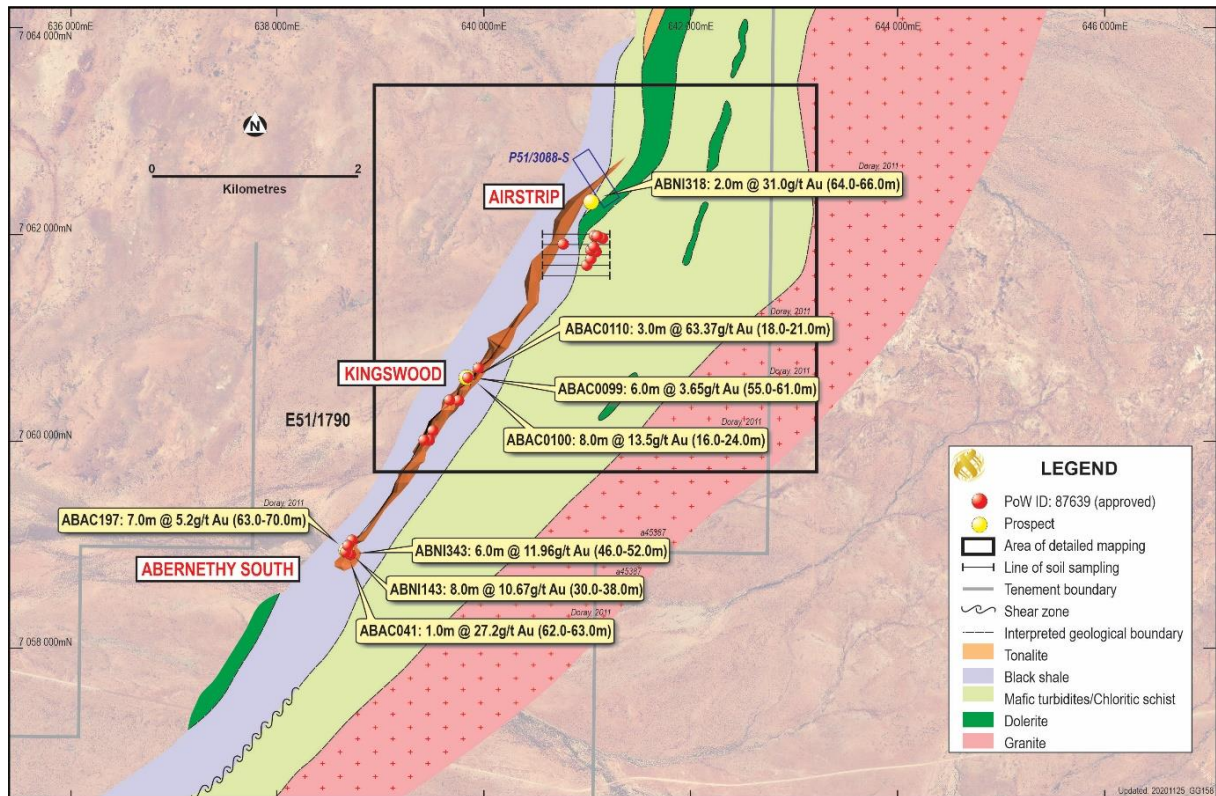 636 000mE
638 000mE
640 000mE
642 000mE
644 000mE
646 000mE
7 064 000mN
N
0
2
Kilometres
P51/3088-S
Doray, 2011
AIRSTRIP
ABNI318: 2.0m @ 31.0g/t Au (64.0-66.0m)
7 062 000mN
Doray, 2011
ABAC0110: 3.0m @ 63.37g/t Au (18.0-21.0m)
KINGSWOOD
Doray, 2011
ABAC0099: 6.0m @ 3.65g/t Au (55.0-61.0m)
E51/1790
Doray, 2011
ABAC0100: 8.0m @ 13.5g/t Au (16.0-24.0m)
7 060 000mN
Doray, 2011
ABAC197: 7.0m @ 5.2g/t Au (63.0-70.0m)
a45387
ABNI343: 6.0m @ 11.96g/t Au (46.0-52.0m)
ABERNETHY SOUTH
a45387
ABNI143: 8.0m @ 10.67g/t Au (30.0-38.0m)
Doray, 2011
ABAC041: 1.0m @ 27.2g/t Au (62.0-63.0m)
7 058 000mN
LEGEND
PoW ID: 87639 (approved)
Prospect
Area of detailed mapping
Line of soil sampling
Tenement boundary
Shear zone
Interpreted geological boundary
Tonalite
Black shale
Mafic turbidites/Chloritic schist
Dolerite
Granite
Updated: 20201125_GG158